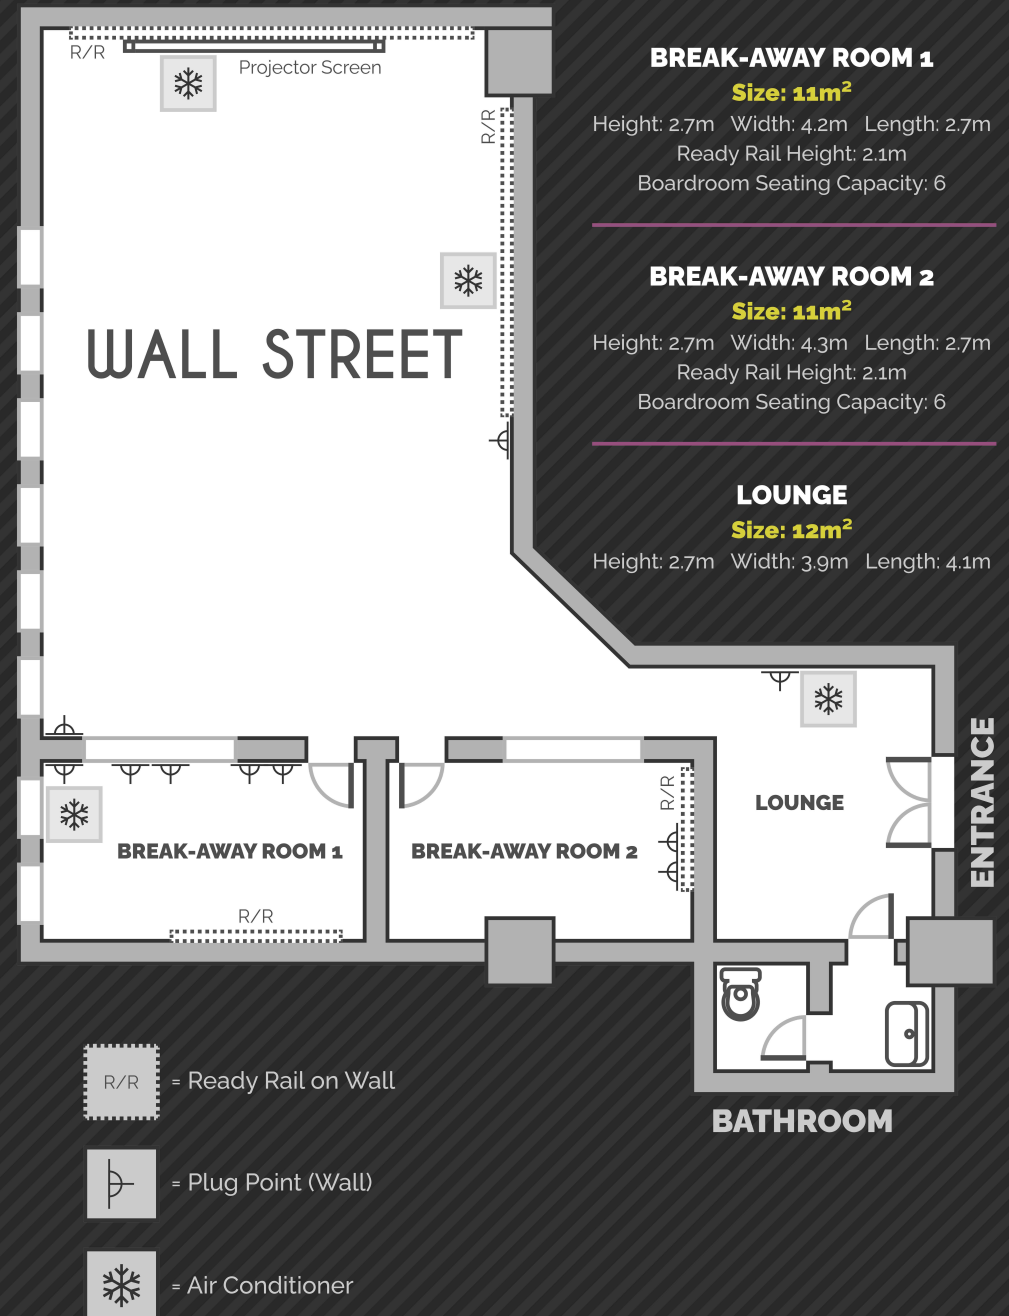 R/R
Projector Screen
R/R
WALL STREET
BREAK-AWAY ROOM 1
Size: 11m²
Height: 2.7m Width: 4.2m Length: 2.7m
Ready Rail Height: 2.1m
Boardroom Seating Capacity: 6
BREAK-AWAY ROOM 2
Size: 11m²
Height: 2.7m Width: 4.3m Length: 2.7m
Ready Rail Height: 2.1m
Boardroom Seating Capacity: 6
LOUNGE
Size: 12m²
Height: 2.7m Width: 3.9m Length: 4.1m
ENTRANCE
R/R
LOUNGE
BREAK-AWAY ROOM 1
BREAK-AWAY ROOM 2
R/R
BATHROOM
R/R = Ready Rail on Wall
= Plug Point (Wall)
= Air Conditioner